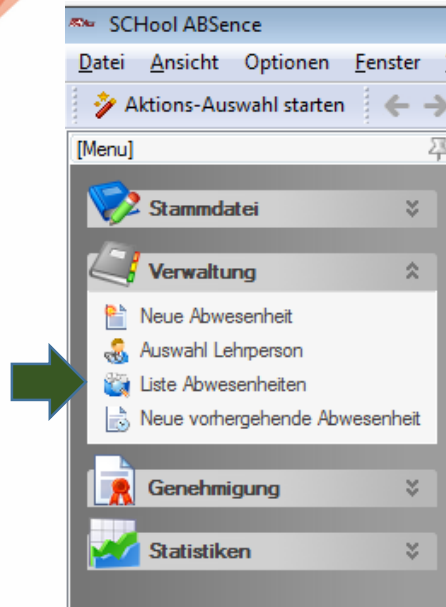 SCHool ABSence
Datei Ansicht Optionen Fenster
Aktions-Auswahl starten
[Menu]
Stammdatei
Verwaltung
Neue Abwesenheit
Auswahl Lehrperson
Liste Abwesenheiten
Neue vorhergehende Abwesenheit
Genehmigung
Statistiken